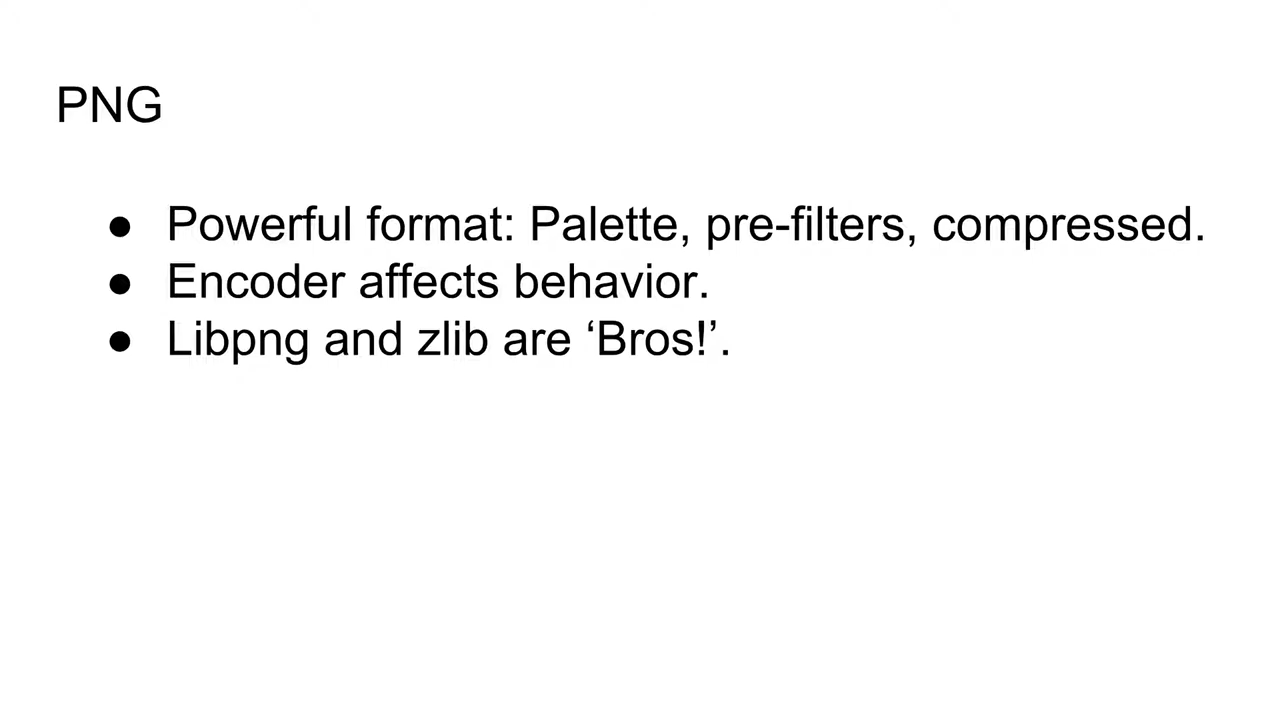 PNG
● Powerful format: Palette, pre-filters, compressed.
● Encoder affects behavior.
● Libpng and zlib are ‘Bros!’.